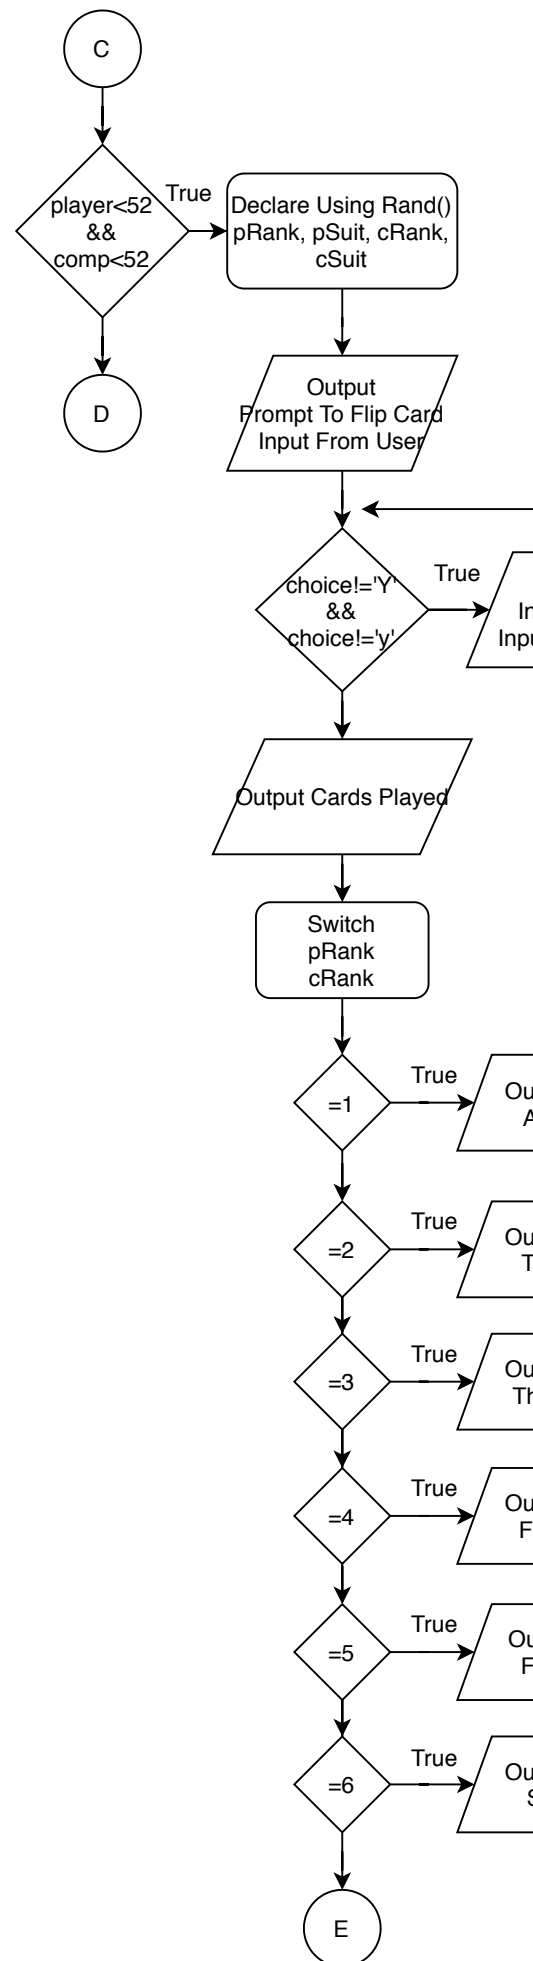 C
player<52
&&
comp<52
True
Declare Using Rand()
pRank, pSuit, cRank,
cSuit
D
Output
Prompt To Flip Card
Input From User
choice!='Y'
&&
choice!='y'
True
Output Cards Played
Switch
pRank
cRank
=1
True
=2
True
=3
True
=4
True
=5
True
=6
True
E